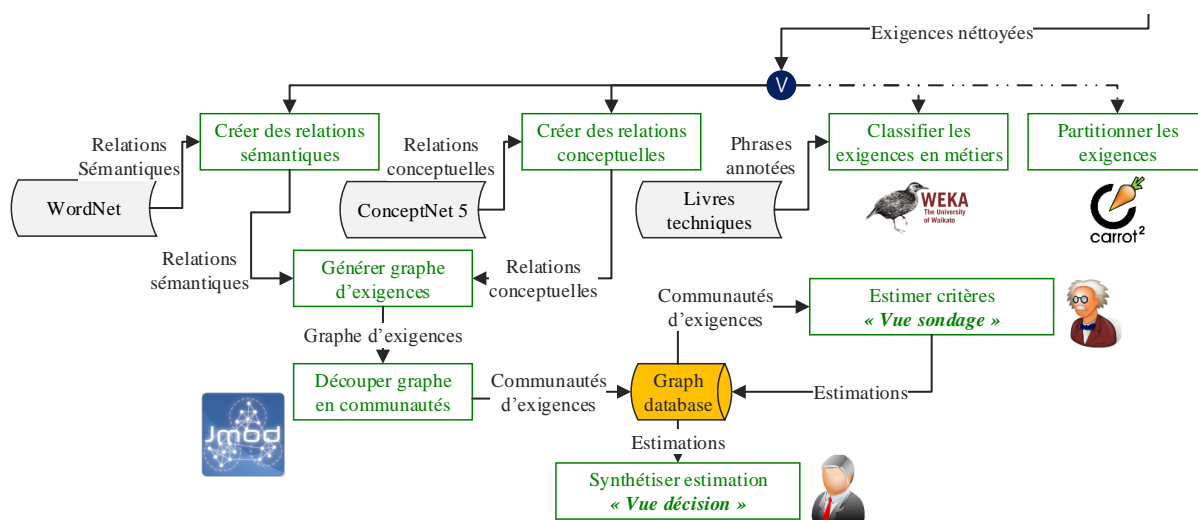 Exigences néttoyées
V
Relations
Sémantiques
Créer des relations
sémantiques
Relations
conceptuelles
Créer des relations
conceptuelles
Phrases
annotées
Classifier les
exigences en métiers
Partitionner les
exigences
WordNet
ConceptNet 5
Livres
techniques
WEKA
The University
of Waikato
carrot²
Relations
sémantiques
Générer graphe
d’exigences
Relations
conceptuelles
Communautés
d’exigences
Estimer critères
« Vue sondage »
Graphe d’exigences
Découper graphe
en communautés
Communautés
d’exigences
Graph
database
Estimations
Jmod
Estimations
Synthétiser estimation
« Vue décision »